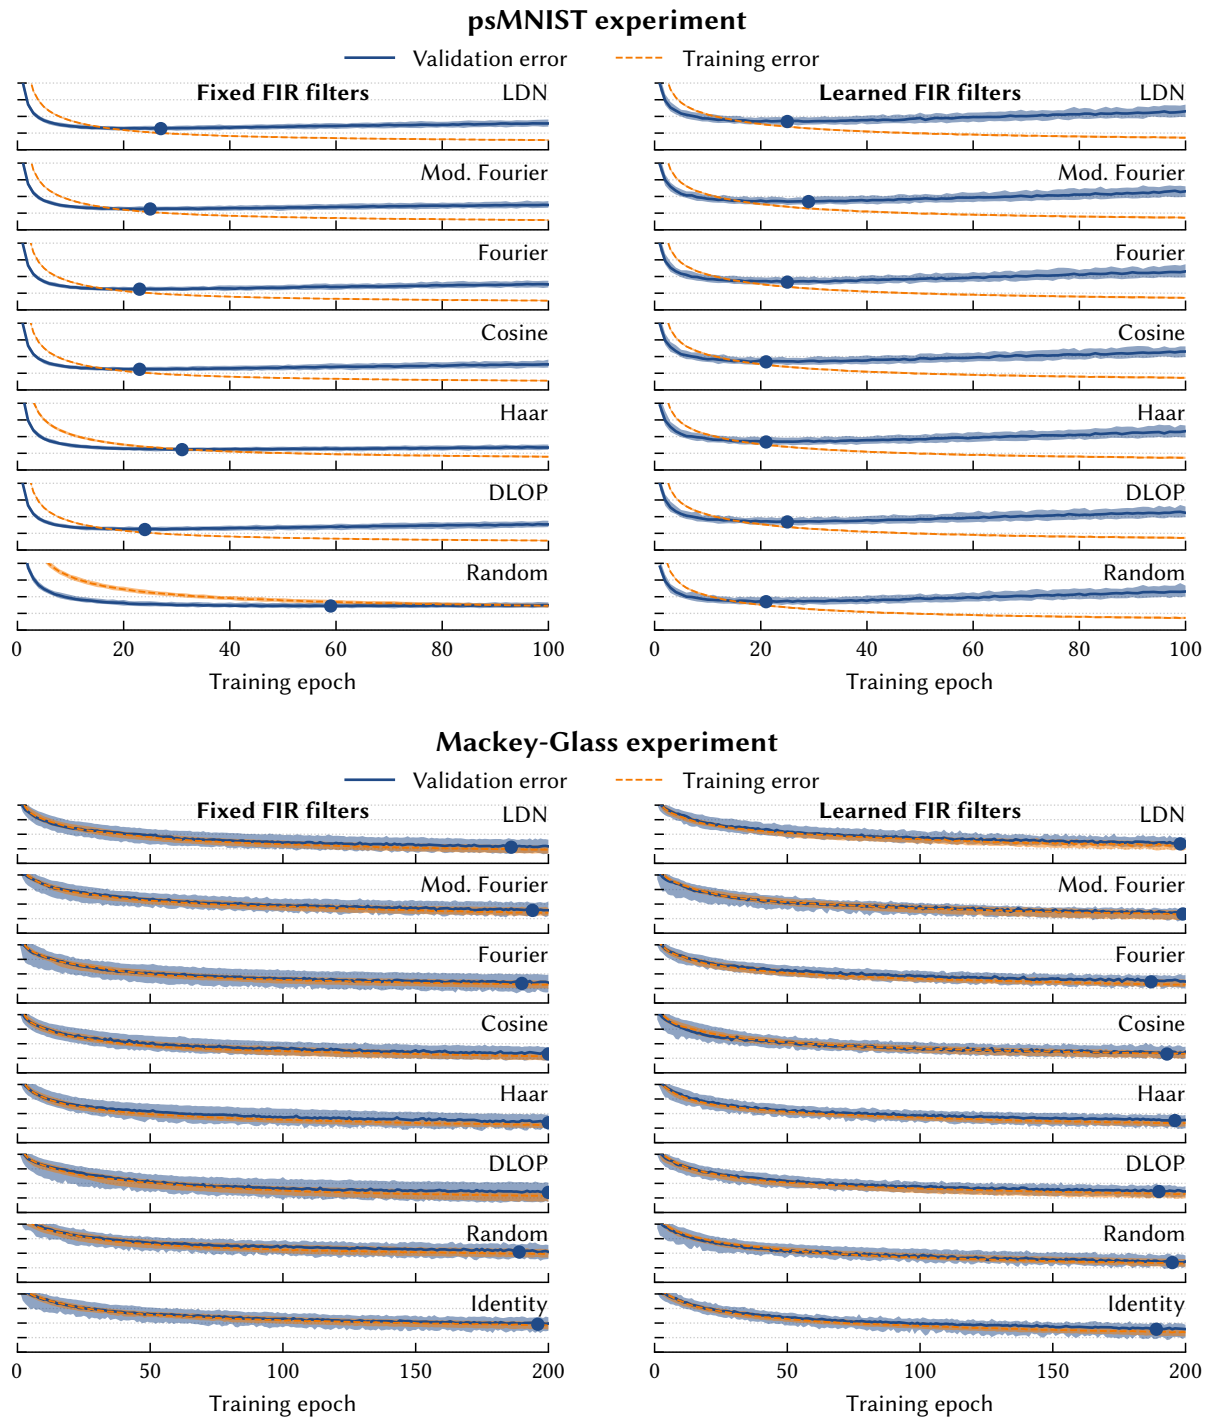 psMNIST experiment
Validation error
Training error
Fixed FIR filters
LDN
Mod. Fourier
Fourier
Cosine
Haar
DLOP
Random
0 20 40 60 80 100
Training epoch
Learned FIR filters
LDN
Mod. Fourier
Fourier
Cosine
Haar
DLOP
Random
0 20 40 60 80 100
Training epoch
Mackey-Glass experiment
Validation error
Training error
Fixed FIR filters
LDN
Mod. Fourier
Fourier
Cosine
Haar
DLOP
Random
Identity
0 50 100 150 200
Training epoch
Learned FIR filters
LDN
Mod. Fourier
Fourier
Cosine
Haar
DLOP
Random
Identity
0 50 100 150 200
Training epoch